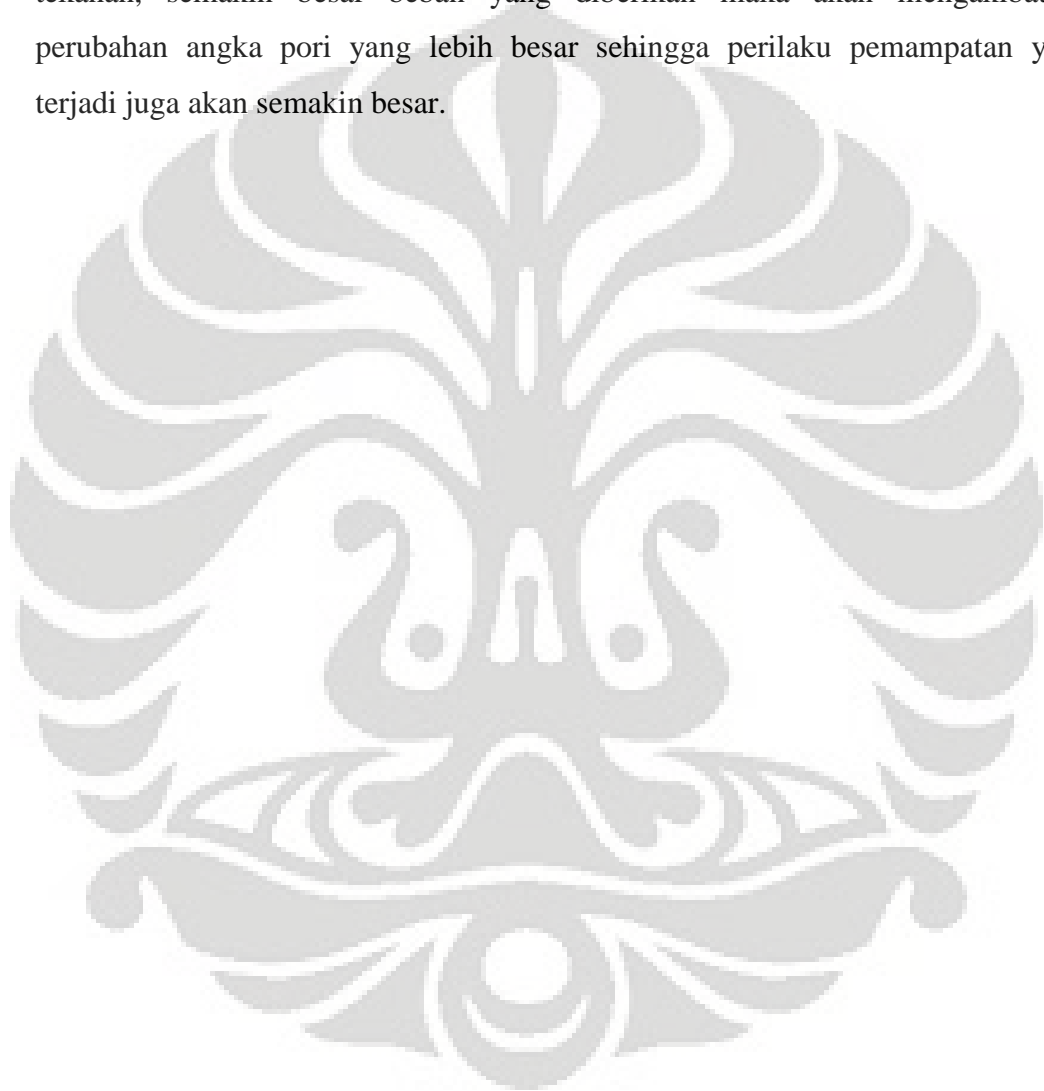 tekanan, semakin besar beban yang diberikan maka akan mengakibat
perubahan angka pori yang lebih besar sehingga perilaku pemampatan y
terjadi juga akan semakin besar.